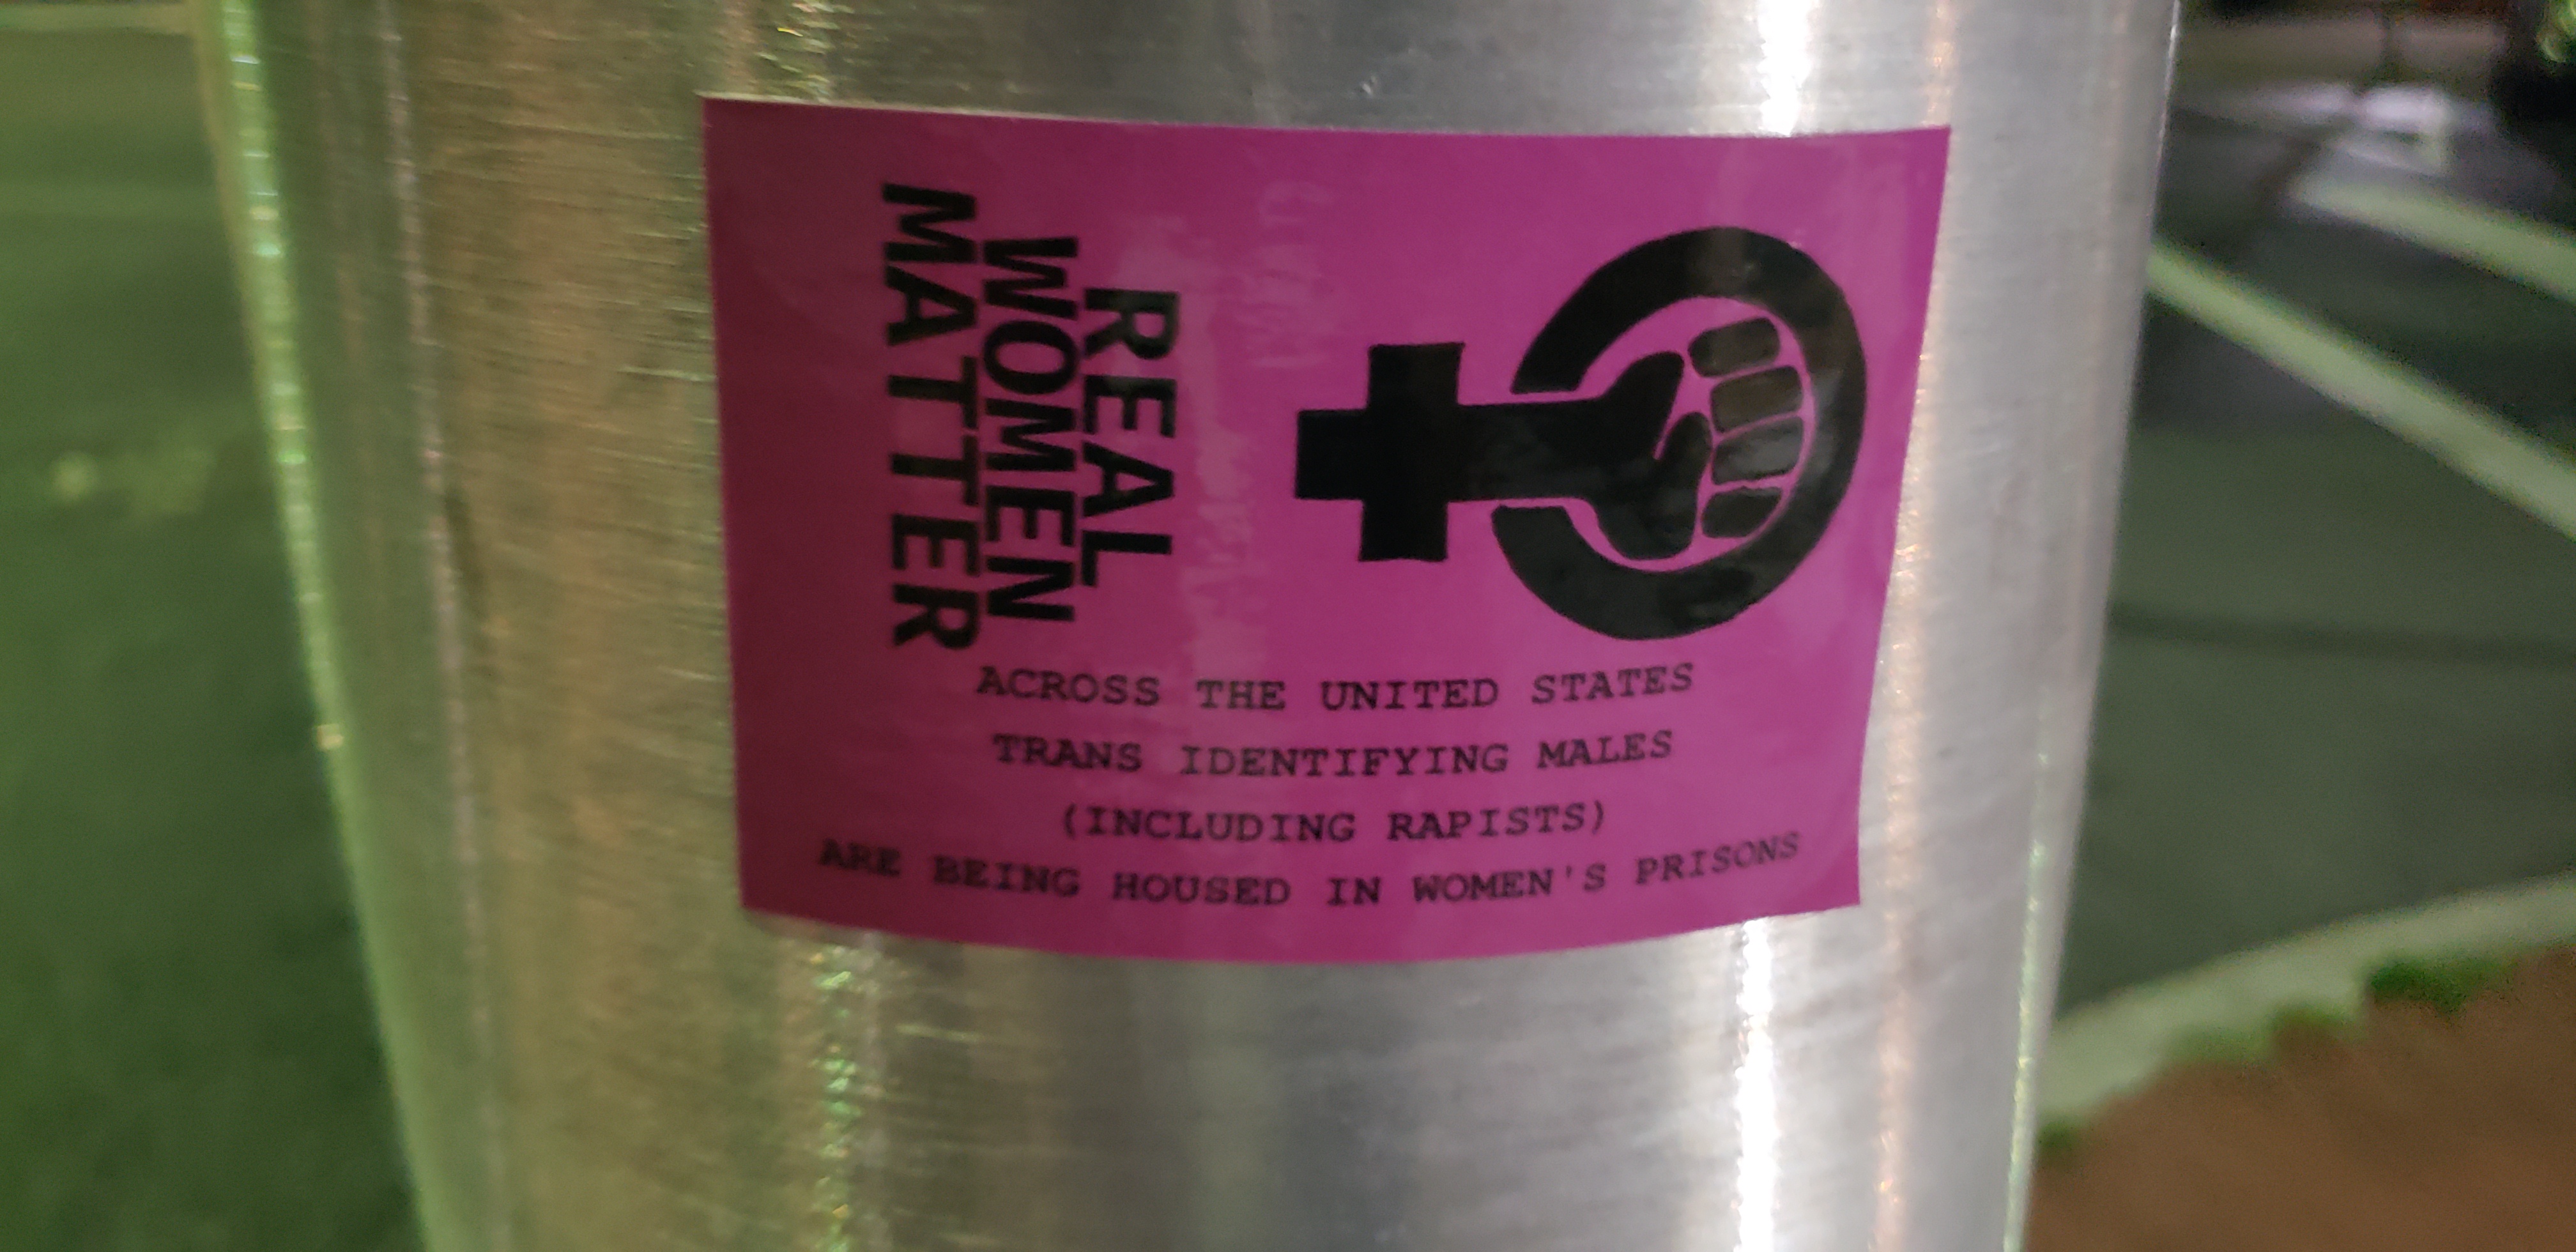 REAL
WOMEN
MATTER
ACROSS THE UNITED STATES
TRANS IDENTIFYING MALES
(INCLUDING RAPISTS)
ARE BEING HOUSED IN WOMEN'S PRISONS